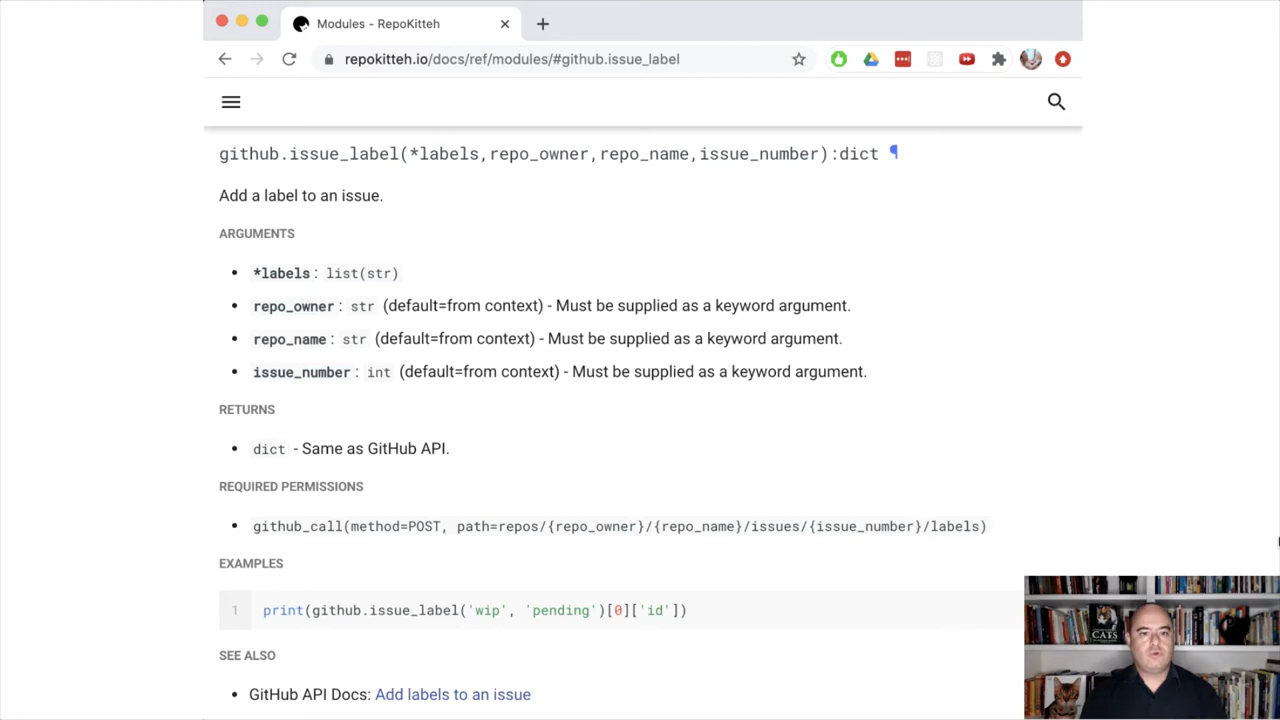 Modules - RepoKitteh
repokitteh.io/docs/ref/modules/#github.issue_label
github.issue_label(*labels,repo_owner,repo_name,issue_number):dict ¶
Add a label to an issue.
ARGUMENTS
• *labels: list(str)
• repo_owner: str (default=from context) - Must be supplied as a keyword argument.
• repo_name: str (default=from context) - Must be supplied as a keyword argument.
• issue_number: int (default=from context) - Must be supplied as a keyword argument.
RETURNS
• dict - Same as GitHub API.
REQUIRED PERMISSIONS
• github_call(method=POST, path=repos/{repo_owner}/{repo_name}/issues/{issue_number}/labels)
EXAMPLES
1 print(github.issue_label('wip', 'pending')[0]['id'])
CATS
SEE ALSO
• GitHub API Docs: Add labels to an issue